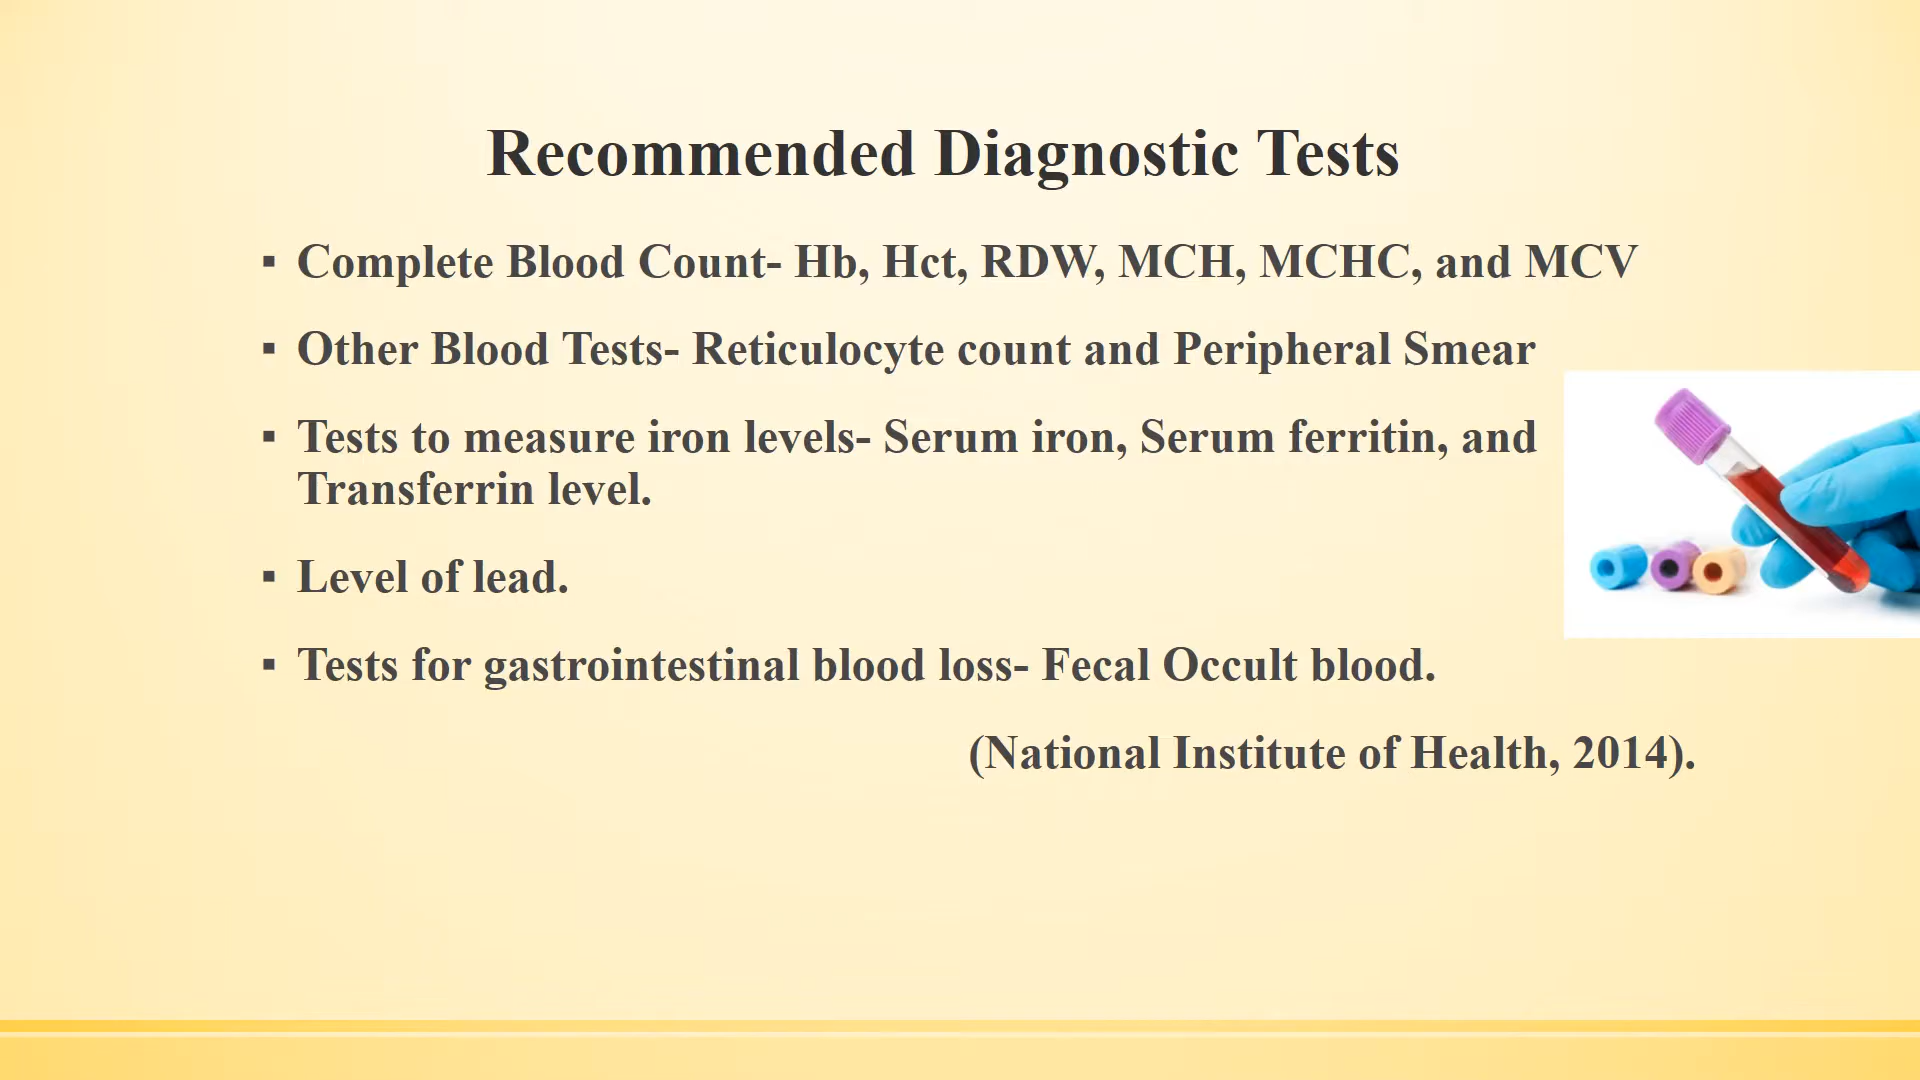 Recommended Diagnostic Tests
▪ Complete Blood Count- Hb, Hct, RDW, MCH, MCHC, and MCV
▪ Other Blood Tests- Reticulocyte count and Peripheral Smear
▪ Tests to measure iron levels- Serum iron, Serum ferritin, and
Transferrin level.
▪ Level of lead.
▪ Tests for gastrointestinal blood loss- Fecal Occult blood.
(National Institute of Health, 2014).